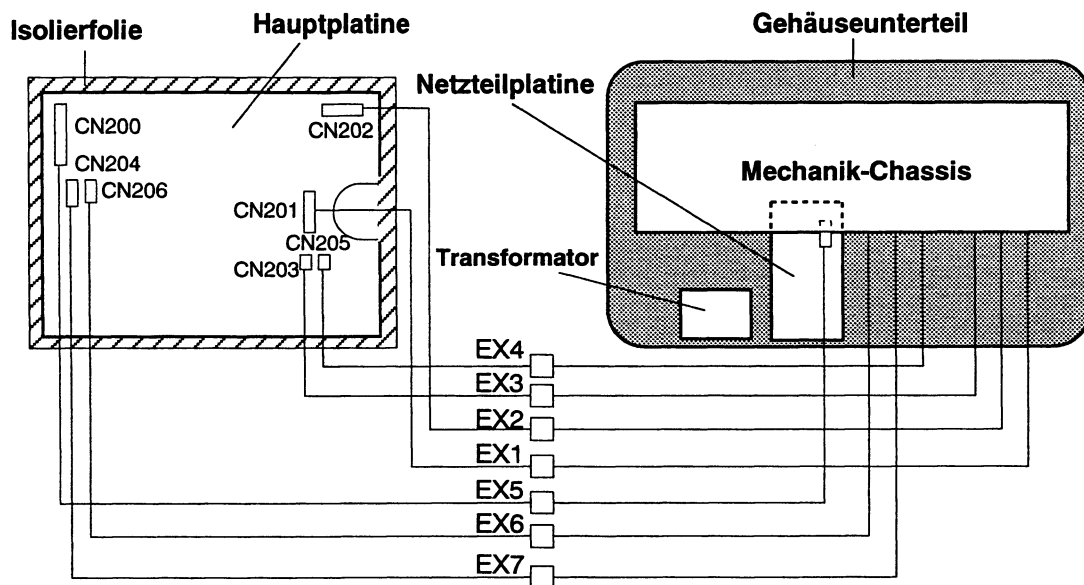 Isolierfolie
Hauptplatine
Gehäuseunterteil
Netzteilplatine
CN200
CN202
CN204
CN206
Mechanik-Chassis
CN201
CN205
CN203
Transformator
EX4
EX3
EX2
EX1
EX5
EX6
EX7